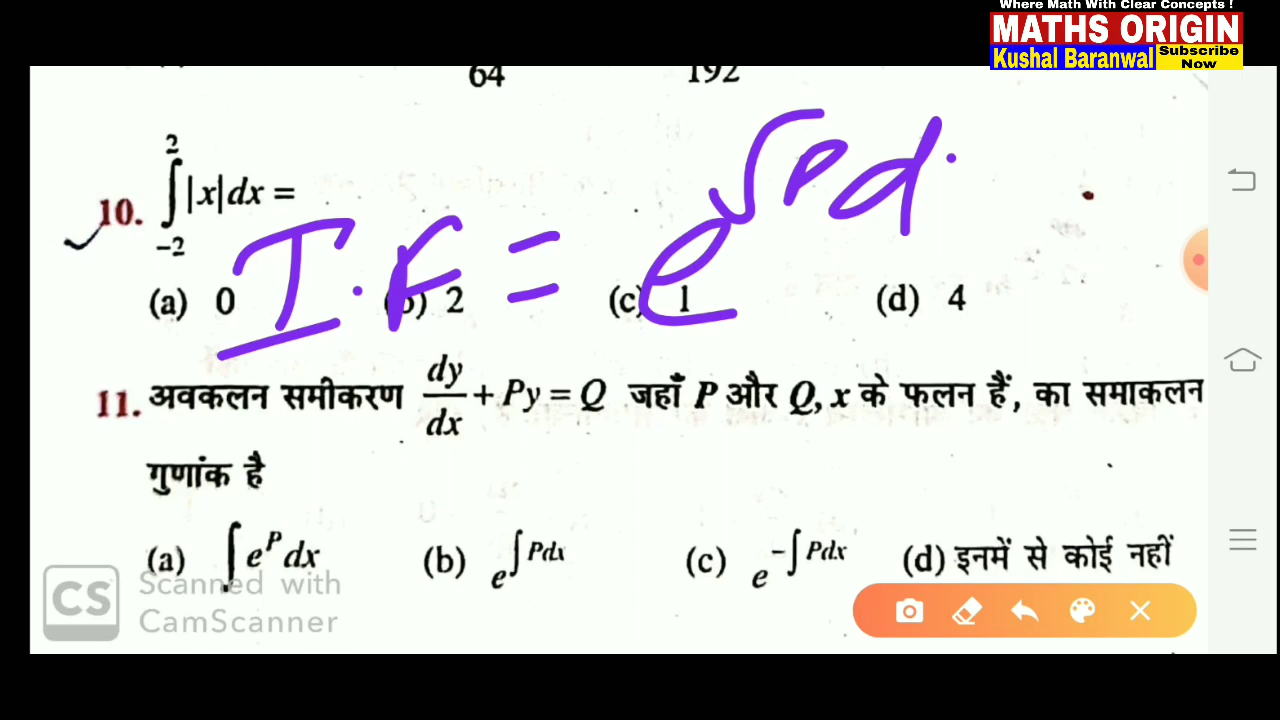 Where Math With Clear Concepts !
MATHS ORIGIN
Kushal Baranwal Subscribe Now
64 192
10. ∫₋₂² |x| dx =
I.F = e^∫Pd
(a) 0 (b) 2 (c) 1 (d) 4
11. अवकलन समीकरण dy/dx + Py = Q जहाँ P और Q, x के फलन हैं, का समाकलन
गुणांक है
(a) ∫e^P dx (b) e^∫Pdx (c) e^-∫Pdx (d) इनमें से कोई नहीं
CS Scanned with
CamScanner